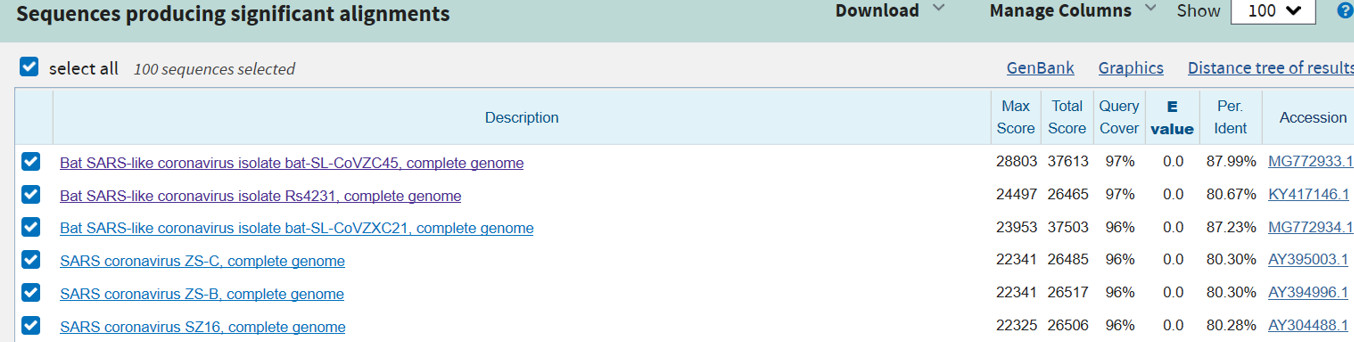 Sequences producing significant alignments Download Manage Columns Show 100 ?
select all 100 sequences selected GenBank Graphics Distance tree of results
Description Max Score Total Score Query Cover E value Per. Ident Accession
Bat SARS-like coronavirus isolate bat-SL-CoVZC45, complete genome 28803 37613 97% 0.0 87.99% MG772933.1
Bat SARS-like coronavirus isolate Rs4231, complete genome 24497 26465 97% 0.0 80.67% KY417146.1
Bat SARS-like coronavirus isolate bat-SL-CoVZXC21, complete genome 23953 37503 96% 0.0 87.23% MG772934.1
SARS coronavirus ZS-C, complete genome 22341 26485 96% 0.0 80.30% AY395003.1
SARS coronavirus ZS-B, complete genome 22341 26517 96% 0.0 80.30% AY394996.1
SARS coronavirus SZ16, complete genome 22325 26506 96% 0.0 80.28% AY304488.1